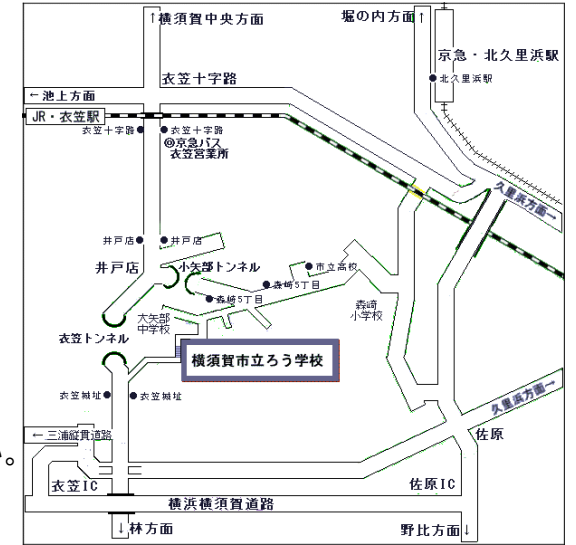 ↑横須賀中央方面
堀の内方面↑
京急・北久里浜駅
北久里浜駅
衣笠十字路
←池上方面
JR・衣笠駅
衣笠十字路
衣笠十字路
◎京急バス
衣笠営業所
久里浜方面→
井戸店
井戸店
井戸店
小矢部トンネル
市立高校
森崎5丁目
森崎5丁目
大矢部
中学校
森崎
小学校
衣笠トンネル
横須賀市立ろう学校
衣笠城址
衣笠城址
久里浜方面→
←三浦縦貫道路
佐原
い。
衣笠IC
佐原IC
横浜横須賀道路
↓林方面
野比方面↓